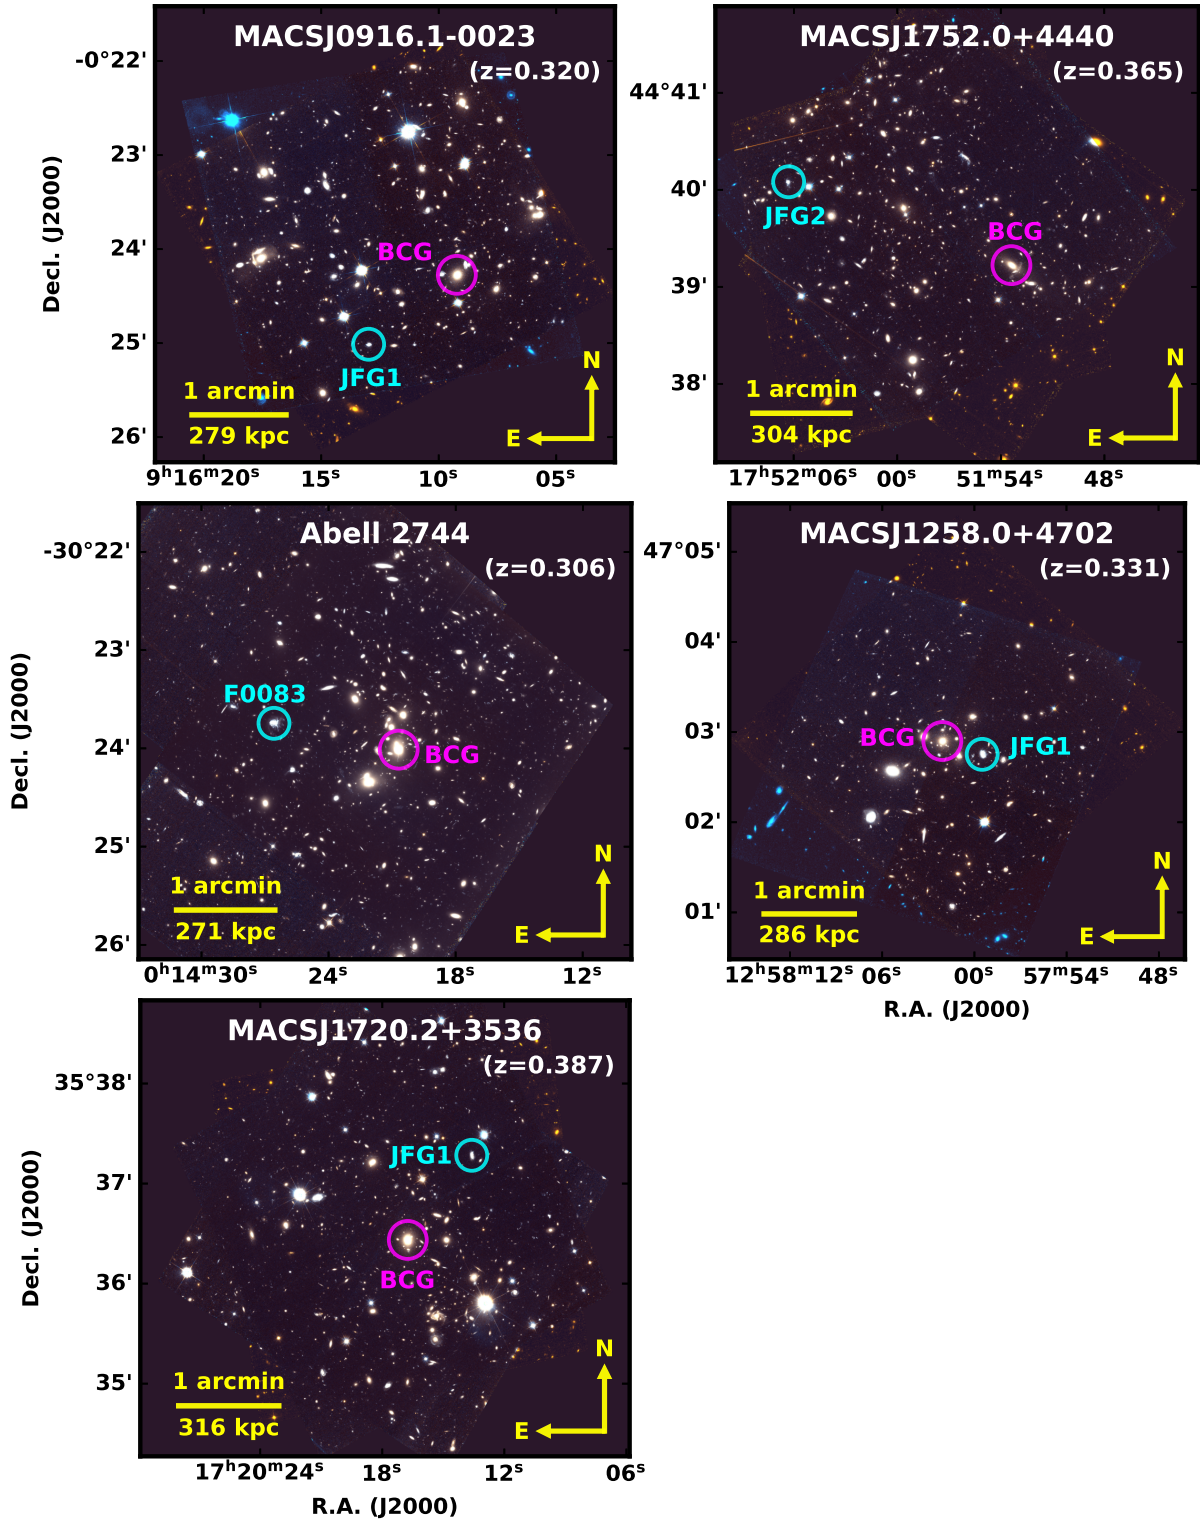 MACSJ0916.1-0023
(z=0.320)
-0°22'
23'
24'
25'
26'
Decl. (J2000)
BCG
JFG1
1 arcmin
279 kpc
N
E
9ʰ16ᵐ20ˢ
15ˢ
10ˢ
05ˢ
MACSJ1752.0+4440
(z=0.365)
44°41'
40'
39'
38'
JFG2
BCG
1 arcmin
304 kpc
N
E
17ʰ52ᵐ06ˢ
00ˢ
51ᵐ54ˢ
48ˢ
Abell 2744
(z=0.306)
-30°22'
23'
24'
25'
26'
Decl. (J2000)
F0083
BCG
1 arcmin
271 kpc
N
E
0ʰ14ᵐ30ˢ
24ˢ
18ˢ
12ˢ
MACSJ1258.0+4702
(z=0.331)
47°05'
04'
03'
02'
01'
BCG
JFG1
1 arcmin
286 kpc
N
E
12ʰ58ᵐ12ˢ
06ˢ
00ˢ
57ᵐ54ˢ
48ˢ
R.A. (J2000)
MACSJ1720.2+3536
(z=0.387)
35°38'
37'
36'
35'
Decl. (J2000)
JFG1
BCG
1 arcmin
316 kpc
N
E
17ʰ20ᵐ24ˢ
18ˢ
12ˢ
06ˢ
R.A. (J2000)